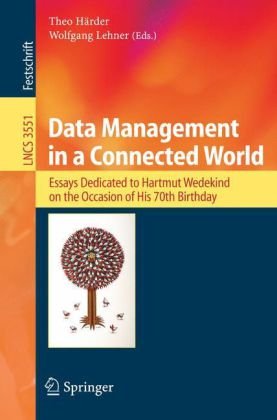 Theo Härder
Wolfgang Lehner (Eds.)
Festschrift
LNCS 3551
Data Management
in a Connected World
Essays Dedicated to Hartmut Wedekind
on the Occasion of His 70th Birthday
Springer